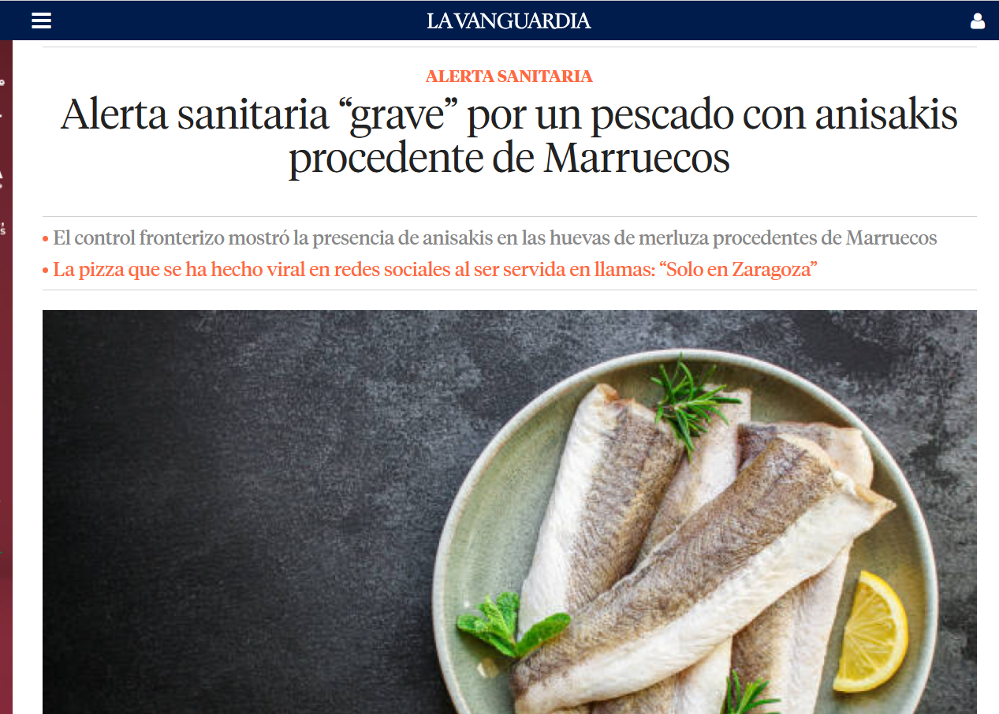 LA VANGUARDIA
ALERTA SANITARIA
Alerta sanitaria “grave” por un pescado con anisakis
procedente de Marruecos
• El control fronterizo mostró la presencia de anisakis en las huevas de merluza procedentes de Marruecos
• La pizza que se ha hecho viral en redes sociales al ser servida en llamas: “Solo en Zaragoza”